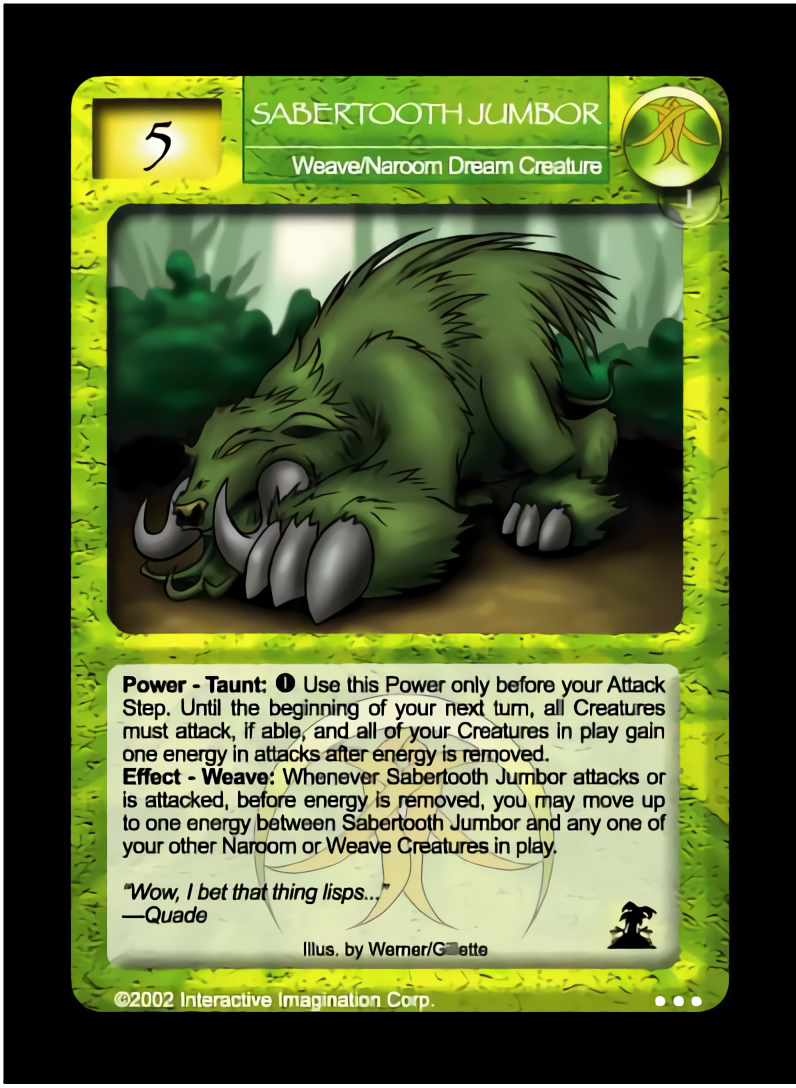 5
SABERTOOTH JUMBOR
Weave/Naroom Dream Creature
1
Power - Taunt: 1 Use this Power only before your Attack
Step. Until the beginning of your next turn, all Creatures
must attack, if able, and all of your Creatures in play gain
one energy in attacks after energy is removed.
Effect - Weave: Whenever Sabertooth Jumbor attacks or
is attacked, before energy is removed, you may move up
to one energy between Sabertooth Jumbor and any one of
your other Naroom or Weave Creatures in play.
"Wow, I bet that thing lisps..."
—Quade
Illus. by
©2002 Interactive Imagination Corp.